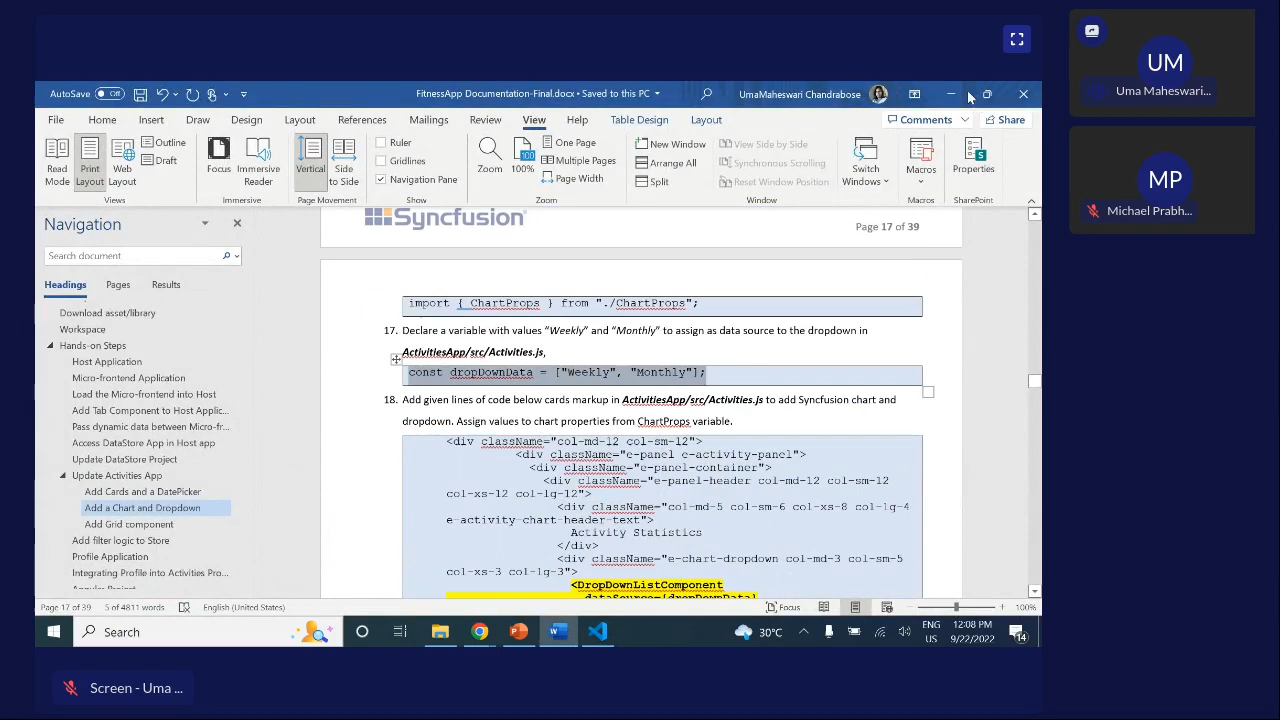 UM
Uma Maheswari...
MP
Michael Prabh...
AutoSave Off
FitnessApp Documentation-Final.docx • Saved to this PC
UmaMaheswari Chandrabose
File Home Insert Draw Design Layout References Mailings Review View Help Table Design Layout
Comments Share
Read Mode
Print Layout
Web Layout
Outline
Draft
Views
Focus
Immersive Reader
Immersive
Vertical
Side to Side
Page Movement
Ruler
Gridlines
Navigation Pane
Show
Zoom
100
100%
One Page
Multiple Pages
Page Width
Zoom
New Window
Arrange All
Split
View Side by Side
Synchronous Scrolling
Reset Window Position
Window
Switch Windows
Macros
Macros
Properties
SharePoint
Navigation
Search document
Headings Pages Results
Download asset/library
Workspace
Hands-on Steps
Host Application
Micro-frontend Application
Load the Micro-frontend into Host
Add Tab Component to Host Applic...
Pass dynamic data between Micro-fr...
Access DataStore App in Host app
Update DataStore Project
Update Activities App
Add Cards and a DatePicker
Add a Chart and Dropdown
Add Grid component
Add filter logic to Store
Profile Application
Integrating Profile into Activities Pro...
Angular Project
Syncfusion®
Page 17 of 39
import { ChartProps } from "./ChartProps";
17. Declare a variable with values “Weekly” and “Monthly” to assign as data source to the dropdown in
ActivitiesApp/src/Activities.js,
const dropDownData = ["Weekly", "Monthly"];
18. Add given lines of code below cards markup in ActivitiesApp/src/Activities.js to add Syncfusion chart and
dropdown. Assign values to chart properties from ChartProps variable.
<div className="col-md-12 col-sm-12">
<div className="e-panel e-activity-panel">
<div className="e-panel-container">
<div className="e-panel-header col-md-12 col-sm-12
col-xs-12 col-lg-12">
<div className="col-md-5 col-sm-6 col-xs-8 col-lg-4
e-activity-chart-header-text">
Activity Statistics
</div>
<div className="e-chart-dropdown col-md-3 col-sm-5
col-xs-3 col-lg-3">
<DropDownListComponent
dataSource={dropDownData}
Page 17 of 39 5 of 4811 words English (United States) Focus 100%
Search
30°C
ENG
US
12:08 PM
9/22/2022
14
Screen - Uma ...